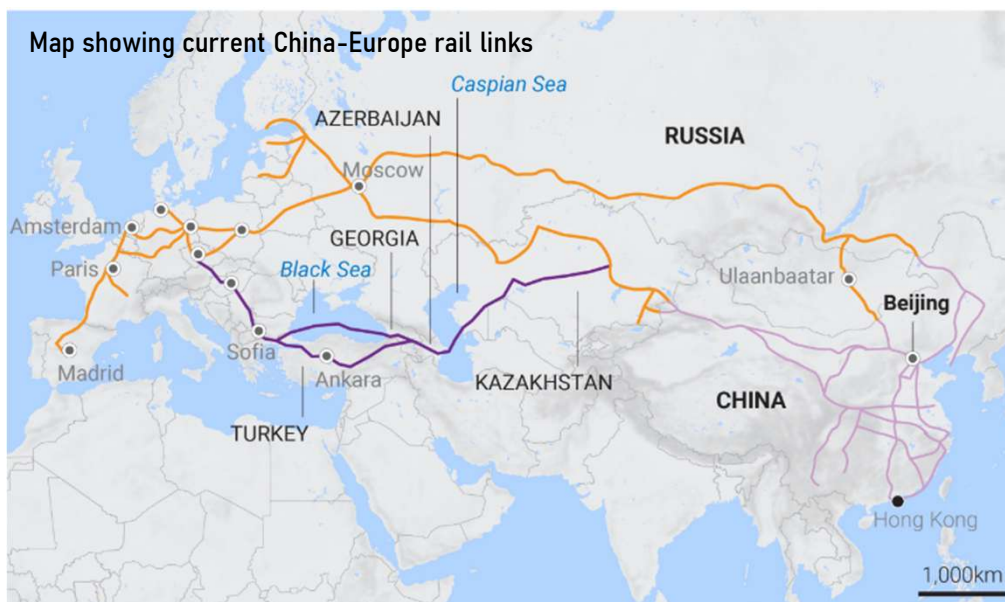 Map showing current China-Europe rail links
Caspian Sea
AZERBAIJAN
RUSSIA
Moscow
Amsterdam
GEORGIA
Paris
Black Sea
Ulaanbaatar
Beijing
Sofia
Madrid
Ankara
KAZAKHSTAN
CHINA
TURKEY
Hong Kong
1,000km